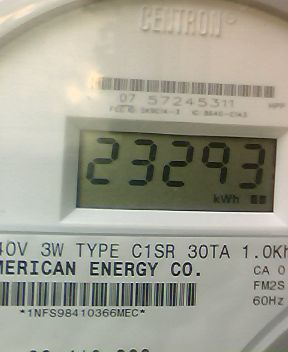 CENTRON
07 57245311
23293
kWh
40V 3W TYPE C1SR 30TA 1.0Kh
MERICAN ENERGY CO.
CA 0
FM2S
60Hz
*1NFS98410366MEC*